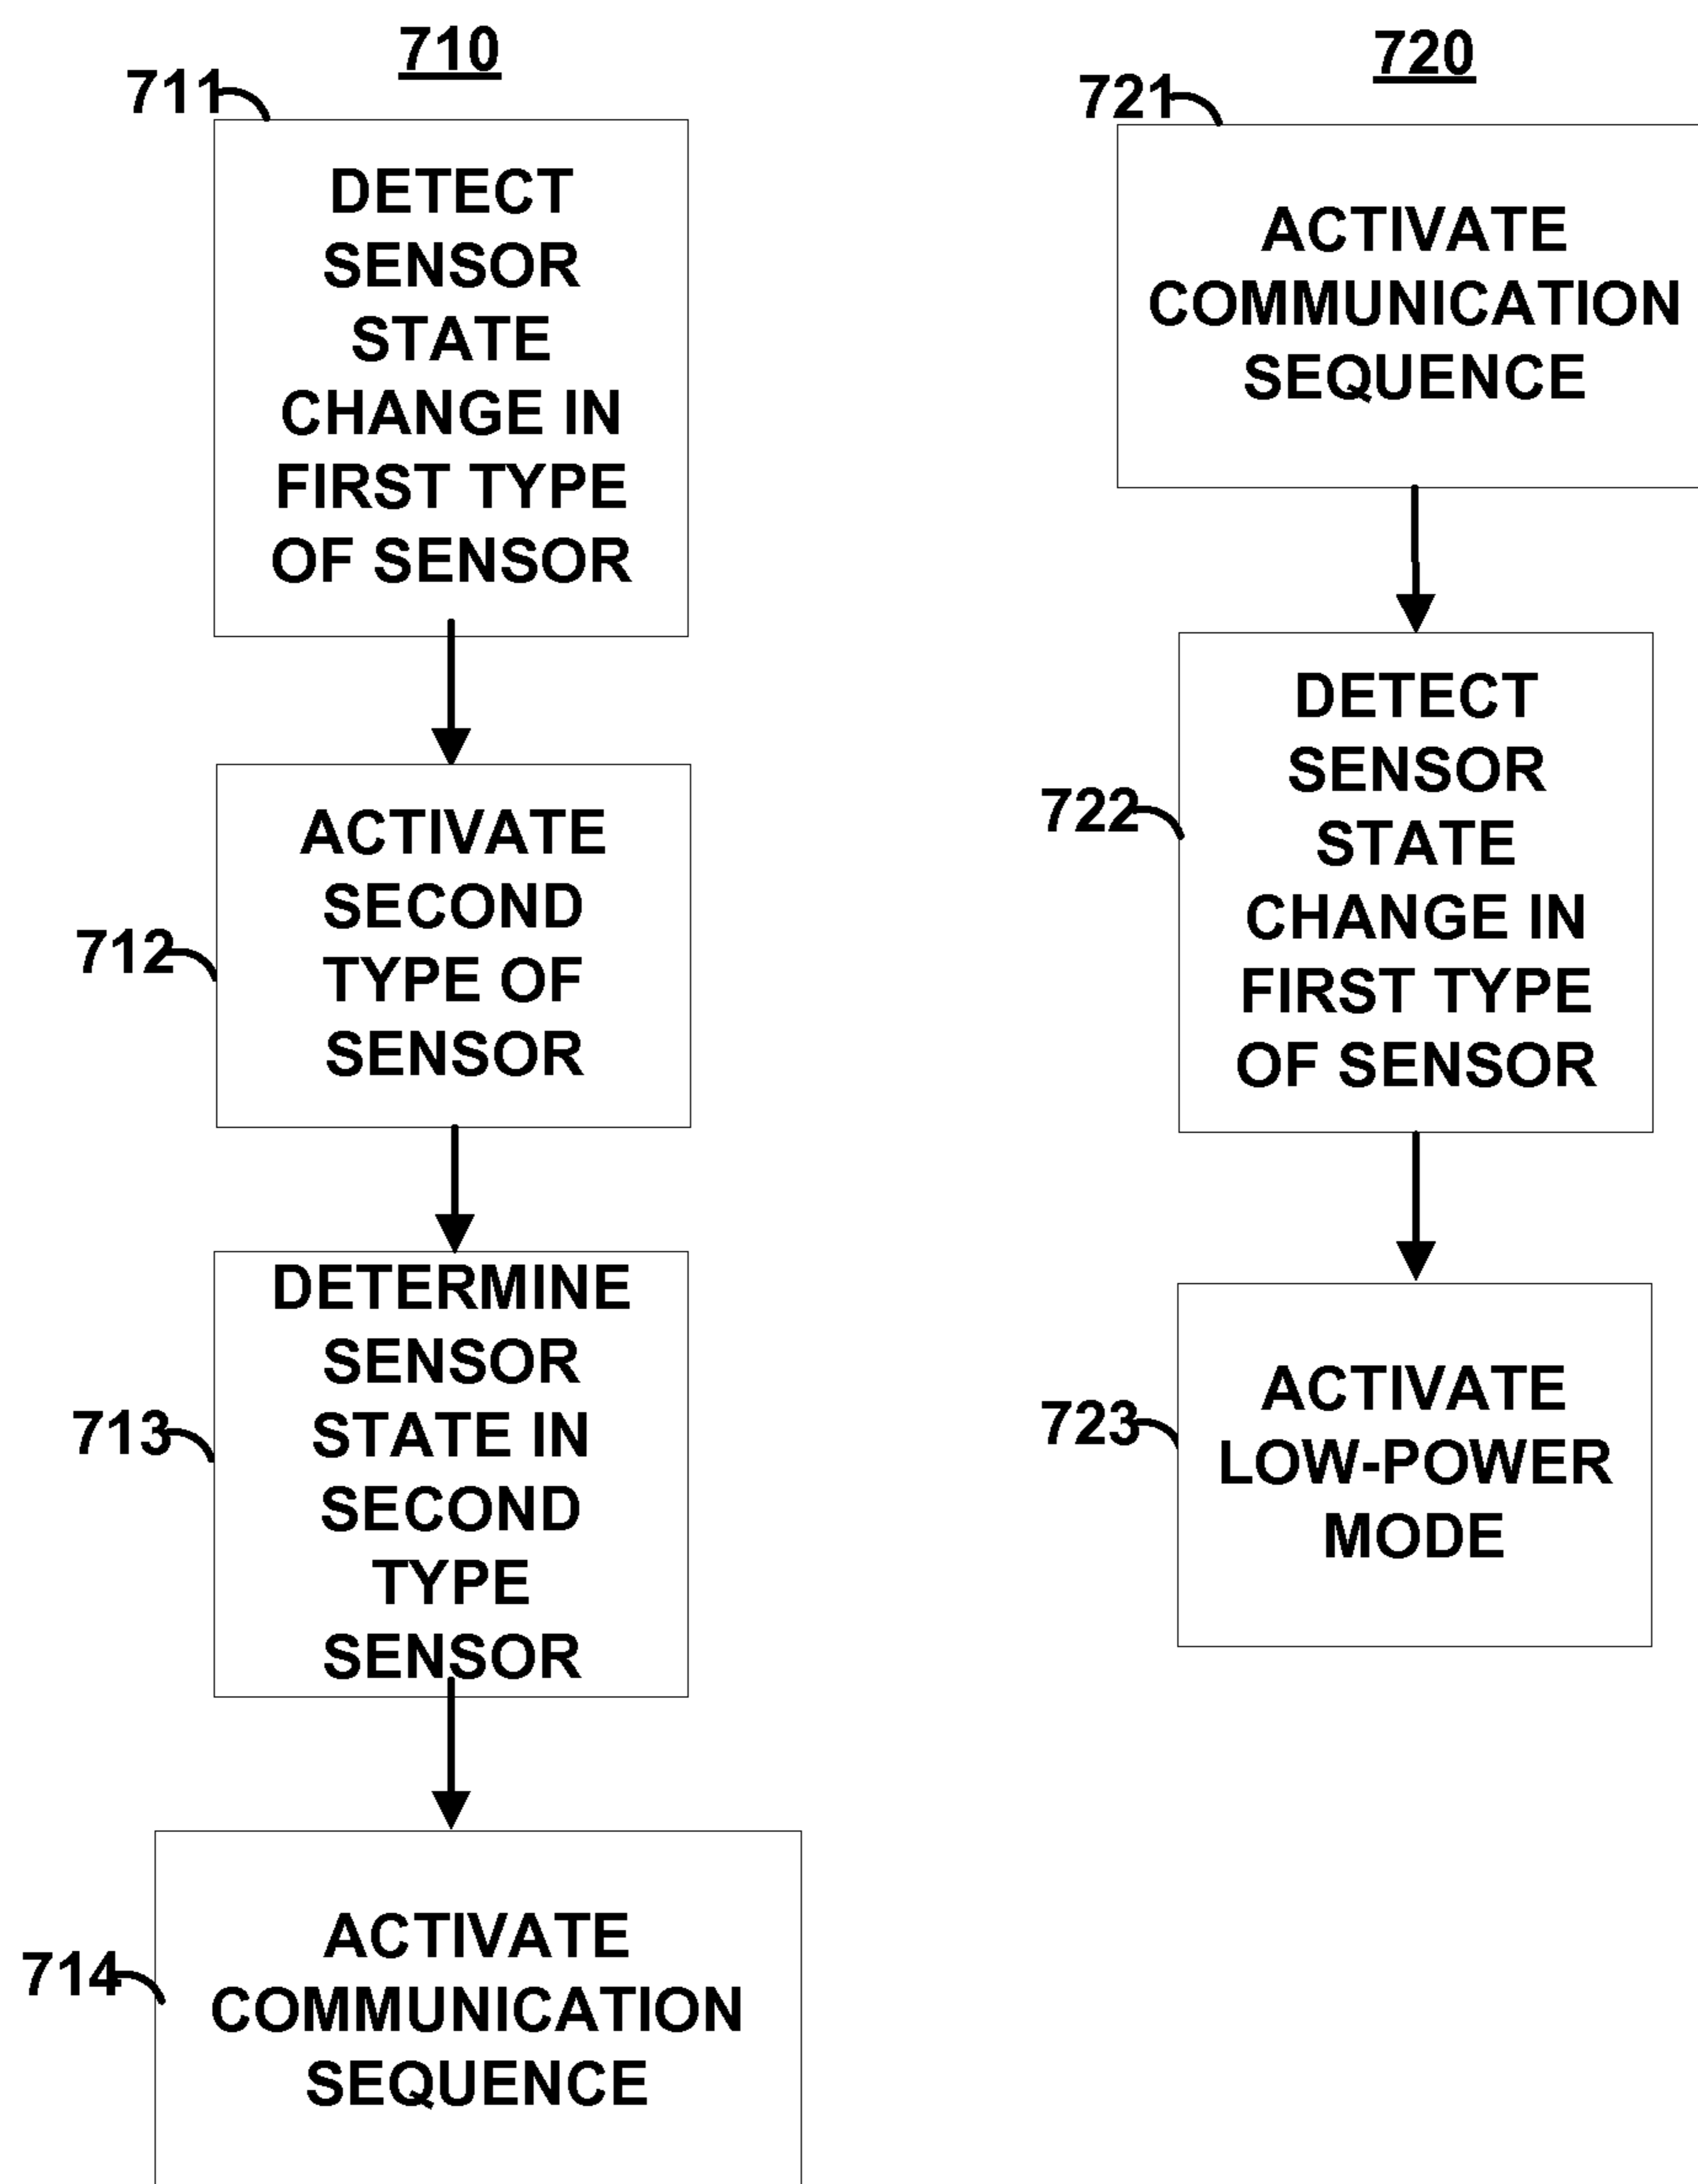 710
711
DETECT
SENSOR
STATE
CHANGE IN
FIRST TYPE
OF SENSOR
712
ACTIVATE
SECOND
TYPE OF
SENSOR
713
DETERMINE
SENSOR
STATE IN
SECOND
TYPE
SENSOR
714
ACTIVATE
COMMUNICATION
SEQUENCE
720
721
ACTIVATE
COMMUNICATION
SEQUENCE
722
DETECT
SENSOR
STATE
CHANGE IN
FIRST TYPE
OF SENSOR
723
ACTIVATE
LOW-POWER
MODE